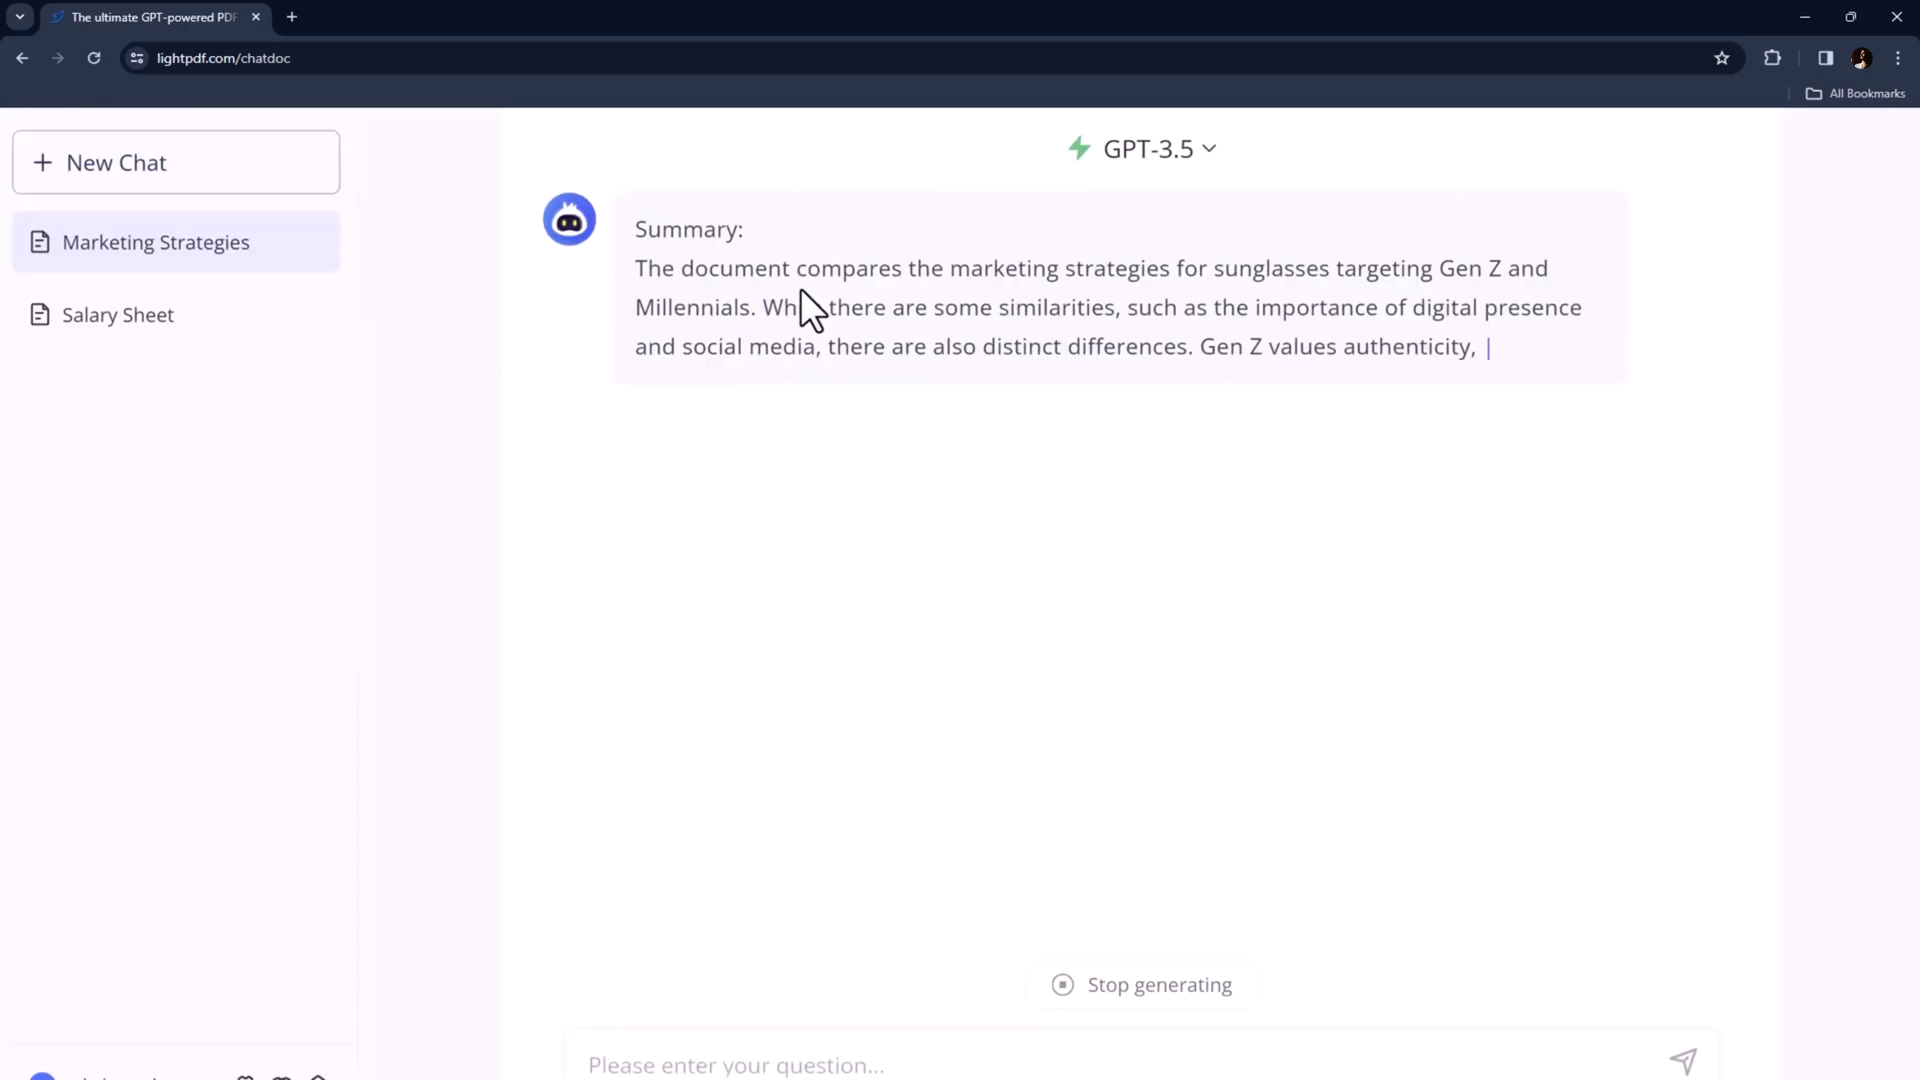 The ultimate GPT-powered PDF
lightpdf.com/chatdoc
All Bookmarks
New Chat
Marketing Strategies
Salary Sheet
GPT-3.5
Summary:
The document compares the marketing strategies for sunglasses targeting Gen Z and
Millennials. Wh there are some similarities, such as the importance of digital presence
and social media, there are also distinct differences. Gen Z values authenticity,
Stop generating
Please enter your question...